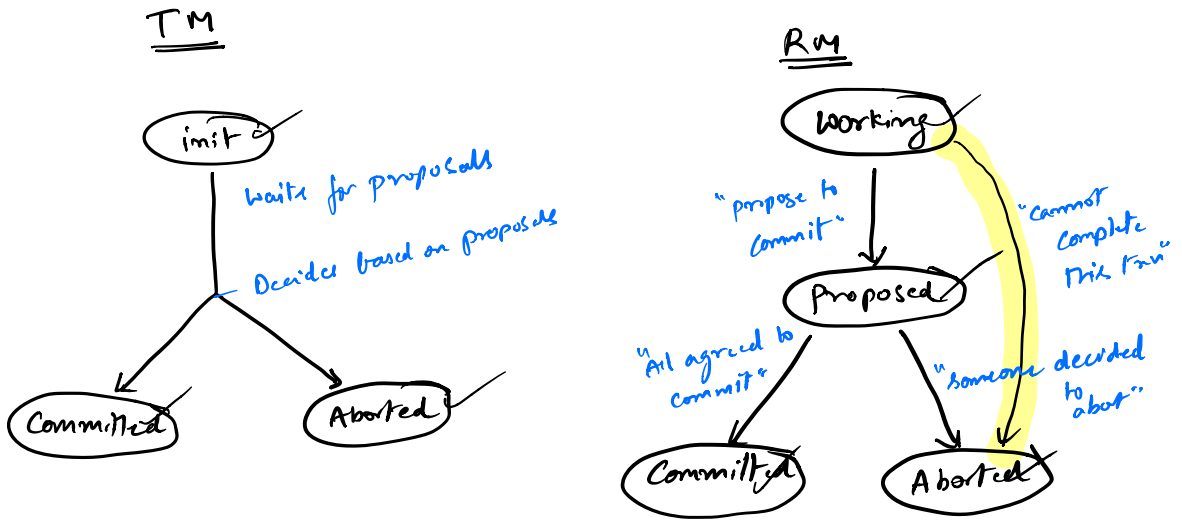 TM
init
waits for proposals
Decides based on proposals
Committed
Aborted
RM
Working
"propose to
commit"
"Cannot
Complete
this txn"
Proposed
"All agreed to
commit"
"someone decided
to
abort"
Committed
Aborted